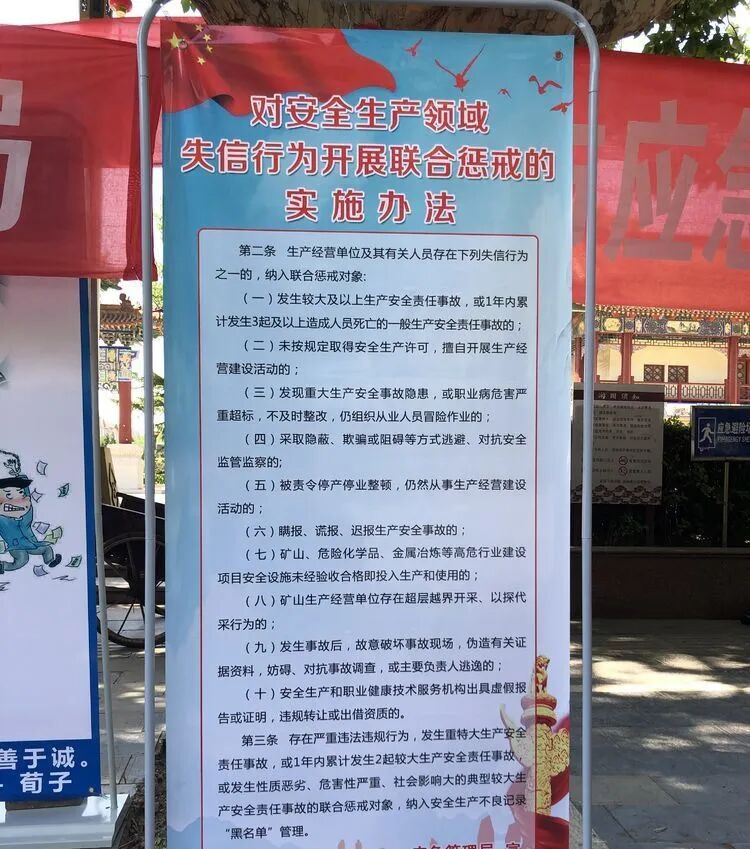 对安全生产领域
失信行为开展联合惩戒的
实施办法
第二条 生产经营单位及其有关人员存在下列失信行为
之一的，纳入联合惩戒对象:
（一）发生较大及以上生产安全责任事故，或1年内累
计发生3起及以上造成人员死亡的一般生产安全责任事故的；
（二）未按规定取得安全生产许可，擅自开展生产经
营建设活动的；
（三）发现重大生产安全事故隐患，或职业病危害严
重超标，不及时整改，仍组织从业人员冒险作业的；
（四）采取隐蔽、欺骗或阻碍等方式逃避、对抗安全
监管监察的;
（五）被责令停产停业整顿，仍然从事生产经营建设
活动的；
（六）瞒报、谎报、迟报生产安全事故的；
（七）矿山、危险化学品、金属冶炼等高危行业建设
项目安全设施未经验收合格即投入生产和使用的；
（八）矿山生产经营单位存在超层越界开采、以探代
采行为的；
（九）发生事故后，故意破坏事故现场，伪造有关证
据资料，妨碍、对抗事故调查，或主要负责人逃逸的；
（十）安全生产和职业健康技术服务机构出具虚假报
告或证明，违规转让或出借资质的。
第三条 存在严重违法违规行为，发生重特大生产安全
责任事故，或1年内累计发生2起较大生产安全责任事故，
或发生性质恶劣、危害性严重、社会影响大的典型较大生
产安全责任事故的联合惩戒对象，纳入安全生产不良记录
“黑名单”管理。
急管理局 宣
局
应急
应急避险场
善于诚。
荀子